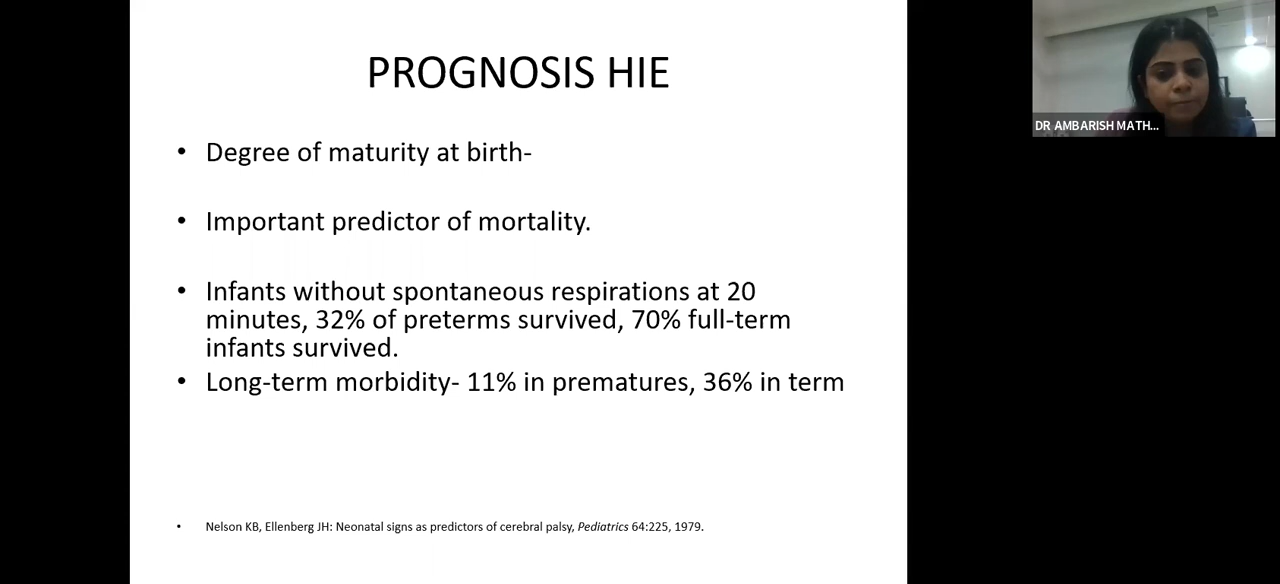 PROGNOSIS HIE
• Degree of maturity at birth-
• Important predictor of mortality.
• Infants without spontaneous respirations at 20
minutes, 32% of preterms survived, 70% full-term
infants survived.
• Long-term morbidity- 11% in prematures, 36% in term
• Nelson KB, Ellenberg JH: Neonatal signs as predictors of cerebral palsy, Pediatrics 64:225, 1979.
DR AMBARISH MATH...